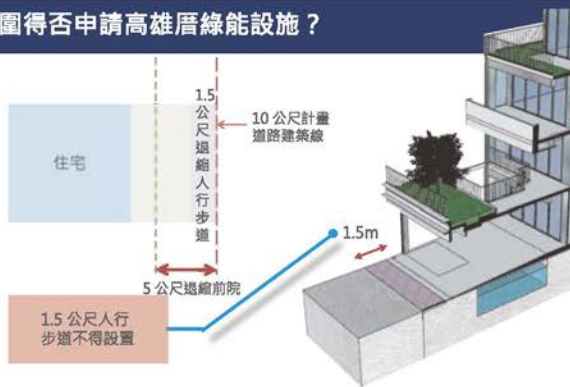 圍得否申請高雄厝綠能設施？
1.5
公
尺
退
縮
人
行
步
道
10 公尺計畫
道路建築線
住宅
1.5m
5 公尺退縮前院
1.5 公尺人行
步道不得設置